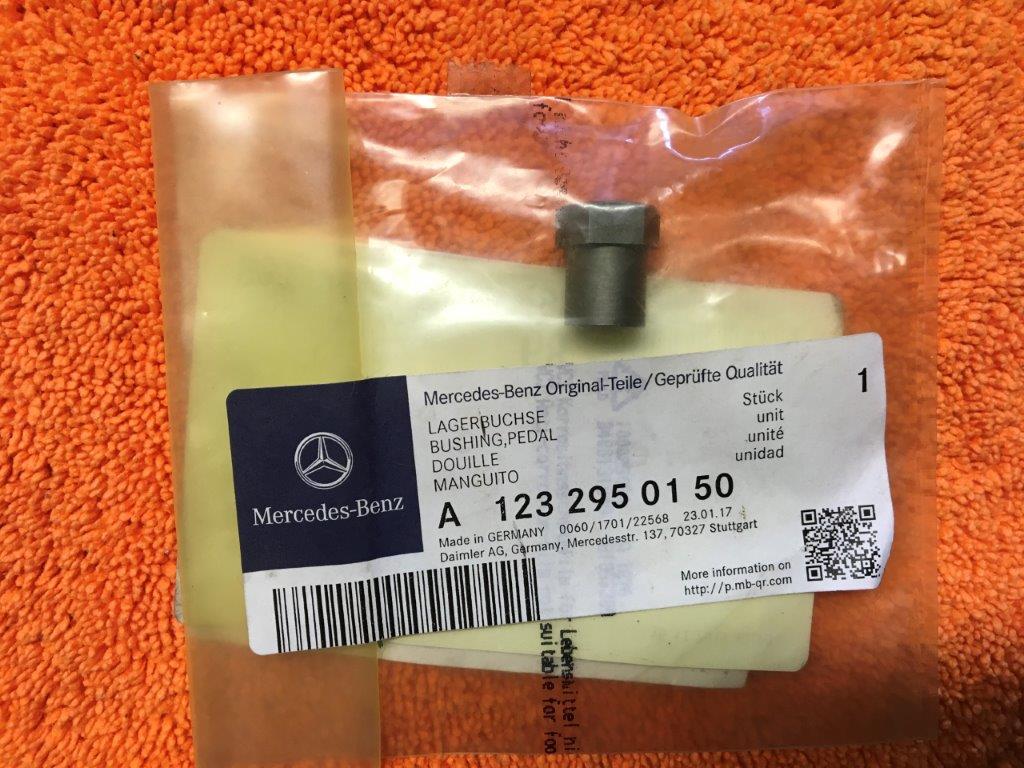 Mercedes-Benz Original-Teile/Geprüfte Qualität
LAGERBUCHSE
BUSHING,PEDAL
DOUILLE
MANGUITO
Stück
unit
unité
unidad
1
A 123 295 01 50
Made in GERMANY 0060/1701/22568 23.01.17
Daimler AG, Germany, Mercedesstr. 137, 70327 Stuttgart
More information on
http://p.mb-qr.com
Mercedes-Benz
Lebensmittel
suitable for foo